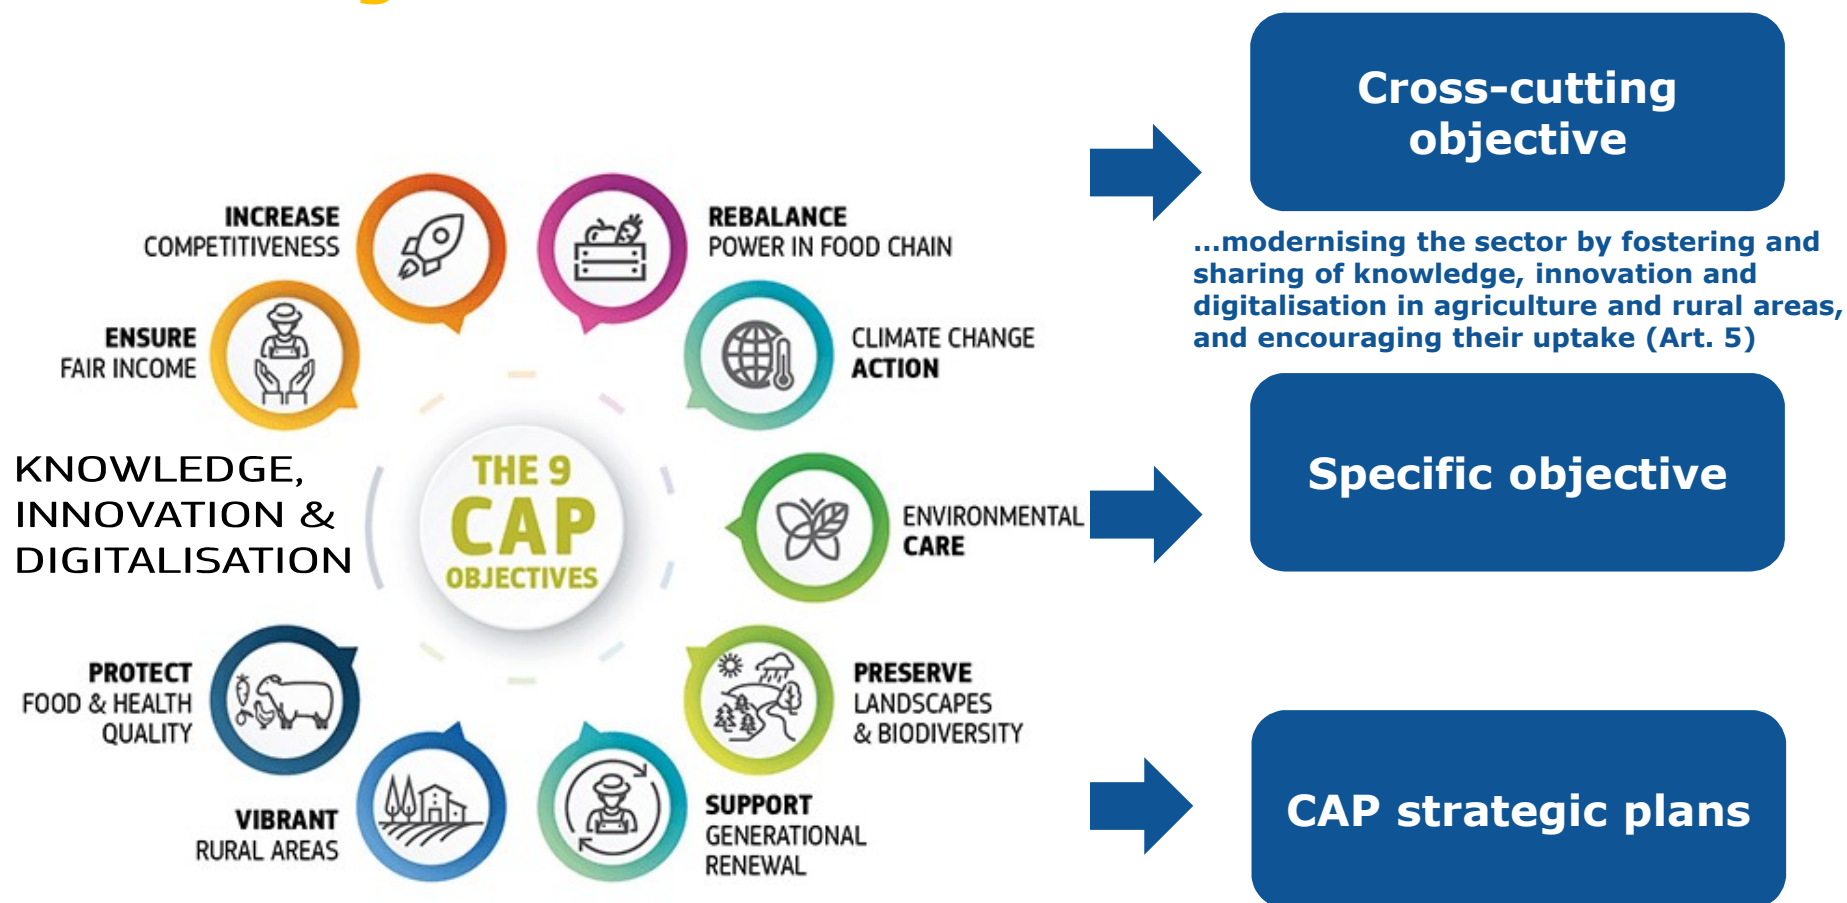 INCREASE
COMPETITIVENESS
REBALANCE
POWER IN FOOD CHAIN
ENSURE
FAIR INCOME
CLIMATE CHANGE
ACTION
KNOWLEDGE,
INNOVATION &
DIGITALISATION
THE 9
CAP
OBJECTIVES
ENVIRONMENTAL
CARE
PROTECT
FOOD & HEALTH
QUALITY
PRESERVE
LANDSCAPES
& BIODIVERSITY
VIBRANT
RURAL AREAS
SUPPORT
GENERATIONAL
RENEWAL
Cross-cutting
objective
...modernising the sector by fostering and
sharing of knowledge, innovation and
digitalisation in agriculture and rural areas,
and encouraging their uptake (Art. 5)
Specific objective
CAP strategic plans